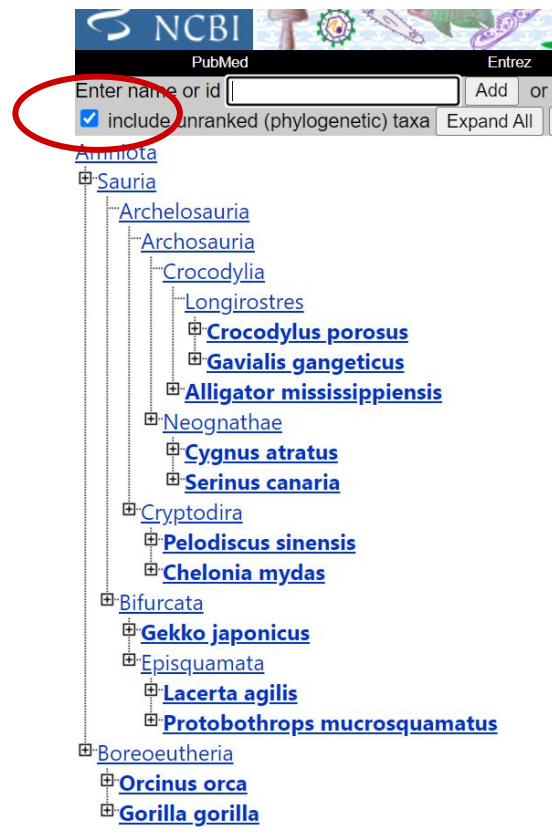 NCBI
PubMed Entrez
Enter name or id Add or
include unranked (phylogenetic) taxa Expand All
Amniota
Sauria
Archelosauria
Archosauria
Crocodylia
Longirostres
Crocodylus porosus
Gavialis gangeticus
Alligator mississippiensis
Neognathae
Cygnus atratus
Serinus canaria
Cryptodira
Pelodiscus sinensis
Chelonia mydas
Bifurcata
Gekko japonicus
Episquamata
Lacerta agilis
Protobothrops mucrosquamatus
Boreoeutheria
Orcinus orca
Gorilla gorilla